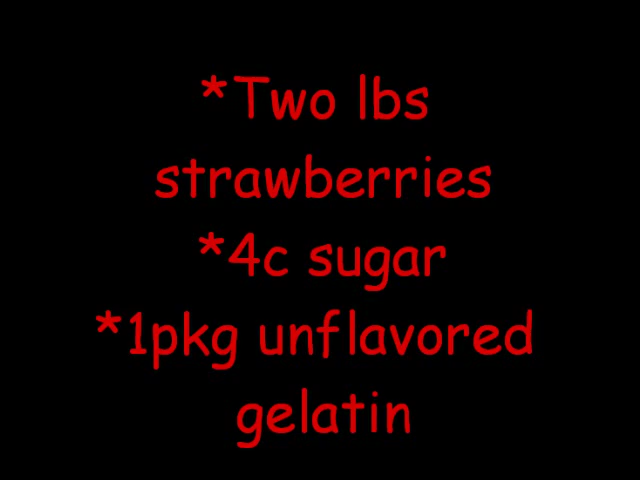 *Two lbs
strawberries
*4c sugar
*1pkg unflavored
gelatin